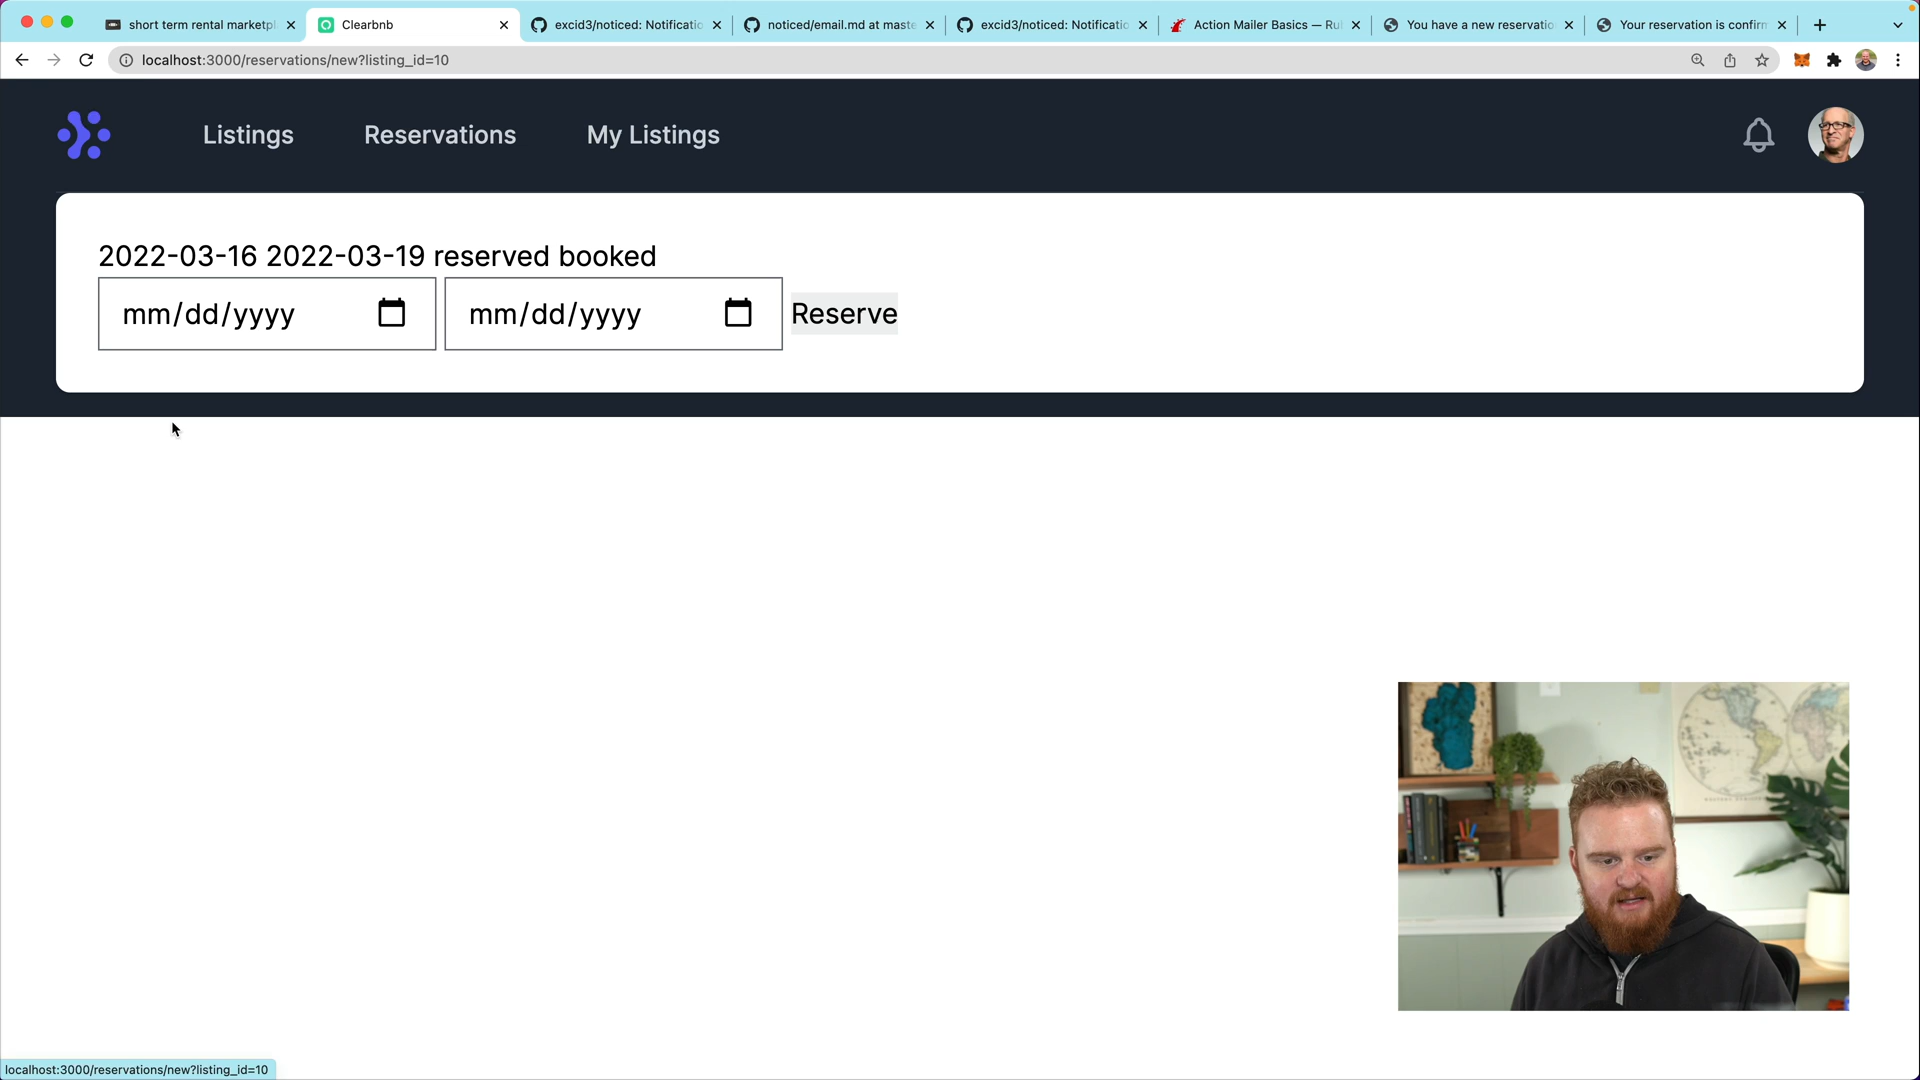 short term rental marketpl
Clearbnb
excid3/noticed: Notificatio
noticed/email.md at maste
excid3/noticed: Notificatio
Action Mailer Basics — Ru
You have a new reservatio
Your reservation is confirm
localhost:3000/reservations/new?listing_id=10
Listings
Reservations
My Listings
2022-03-16 2022-03-19 reserved booked
mm/dd/yyyy
mm/dd/yyyy
Reserve
localhost:3000/reservations/new?listing_id=10